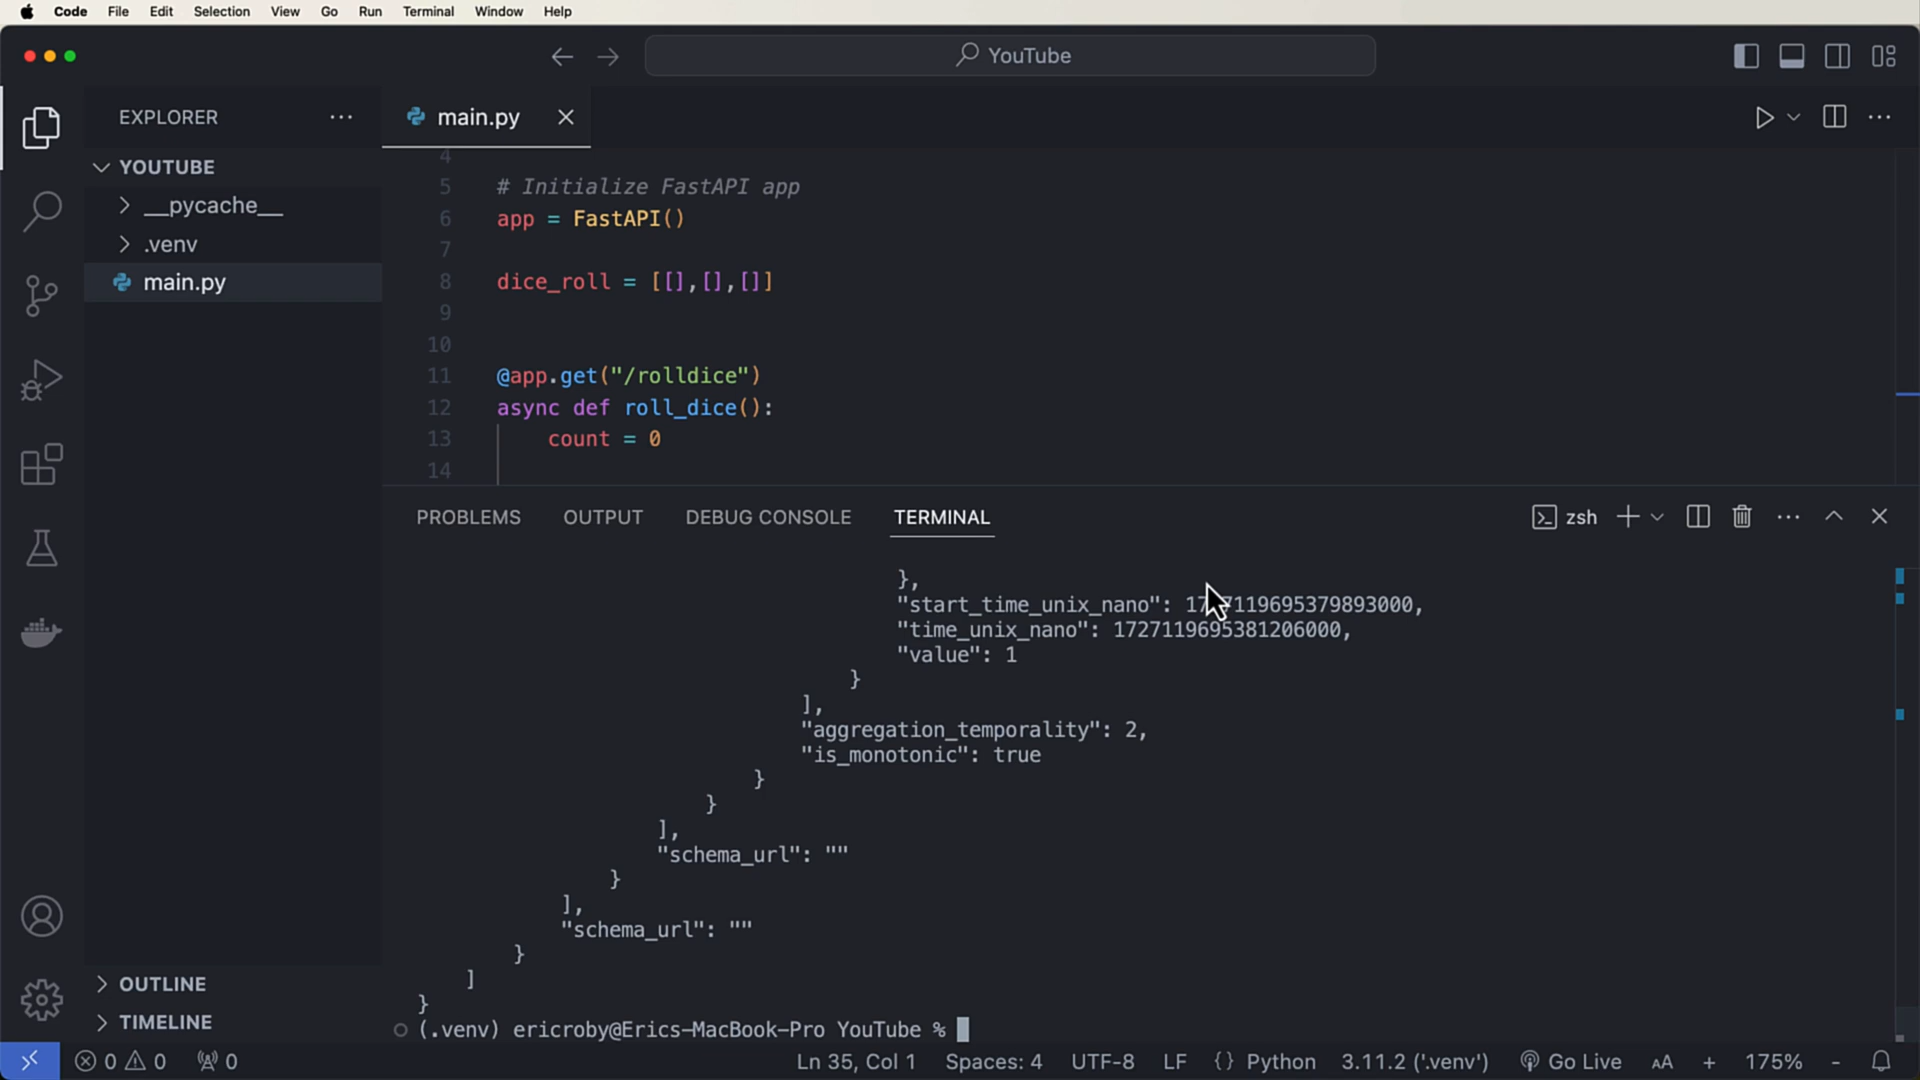 Code File Edit Selection View Go Run Terminal Window Help
YouTube
EXPLORER
main.py
YOUTUBE
__pycache__
.venv
main.py
OUTLINE
TIMELINE
4
5 # Initialize FastAPI app
6 app = FastAPI()
7
8 dice_roll = [[],[],[]]
9
10
11 @app.get("/rolldice")
12 async def roll_dice():
13 count = 0
14
PROBLEMS OUTPUT DEBUG CONSOLE TERMINAL
zsh
},
"start_time_unix_nano": 1727119695379893000,
"time_unix_nano": 1727119695381206000,
"value": 1
}
],
"aggregation_temporality": 2,
"is_monotonic": true
}
}
],
"schema_url": ""
}
],
"schema_url": ""
}
]
}
(.venv) ericroby@Erics-MacBook-Pro YouTube %
0 0 0 Ln 35, Col 1 Spaces: 4 UTF-8 LF {} Python 3.11.2 ('.venv') Go Live AA + 175% -